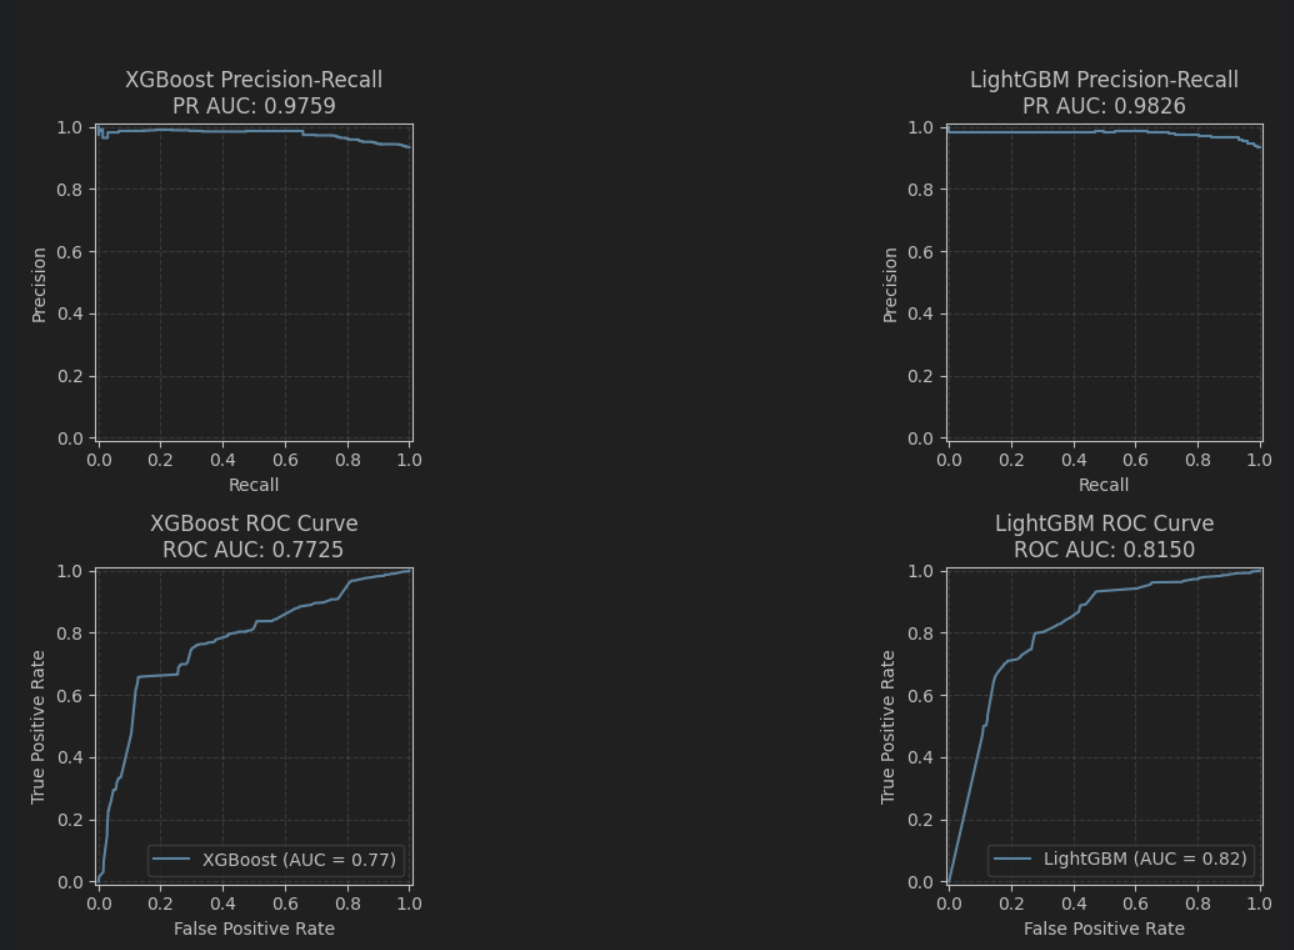 XGBoost Precision-Recall
PR AUC: 0.9759
1.0
0.8
0.6
0.4
0.2
0.0
Precision
0.0 0.2 0.4 0.6 0.8 1.0
Recall
LightGBM Precision-Recall
PR AUC: 0.9826
1.0
0.8
0.6
0.4
0.2
0.0
Precision
0.0 0.2 0.4 0.6 0.8 1.0
Recall
XGBoost ROC Curve
ROC AUC: 0.7725
1.0
0.8
0.6
0.4
0.2
0.0
True Positive Rate
XGBoost (AUC = 0.77)
0.0 0.2 0.4 0.6 0.8 1.0
False Positive Rate
LightGBM ROC Curve
ROC AUC: 0.8150
1.0
0.8
0.6
0.4
0.2
0.0
True Positive Rate
LightGBM (AUC = 0.82)
0.0 0.2 0.4 0.6 0.8 1.0
False Positive Rate